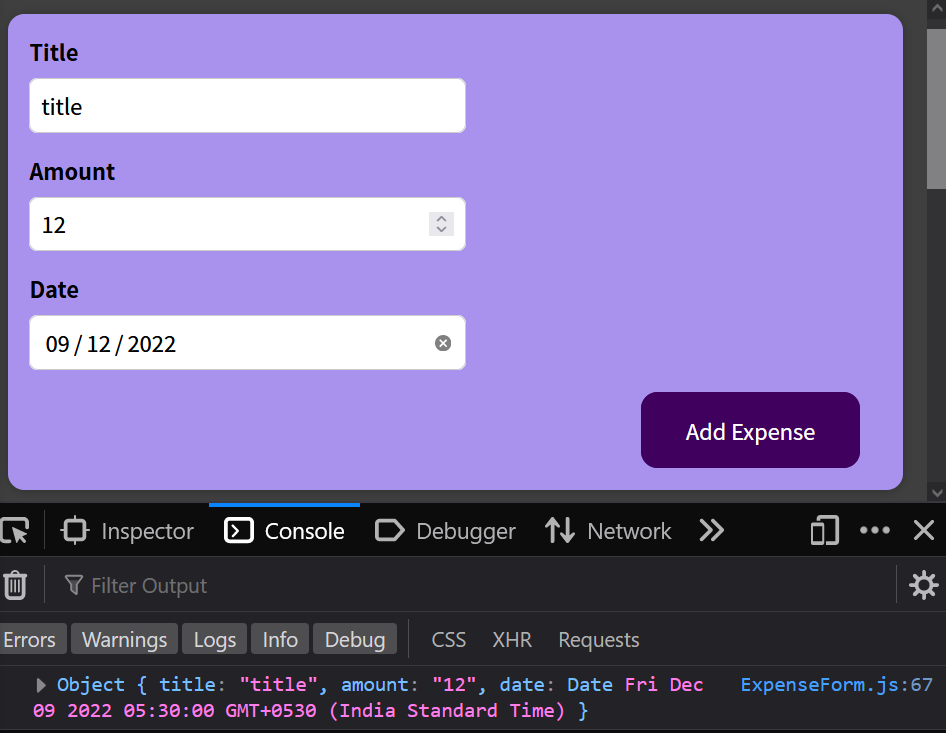 Title
title
Amount
12
Date
09 / 12 / 2022
Add Expense
Inspector Console Debugger Network
Filter Output
Errors Warnings Logs Info Debug CSS XHR Requests
Object { title: "title", amount: "12", date: Date Fri Dec ExpenseForm.js:67
09 2022 05:30:00 GMT+0530 (India Standard Time) }